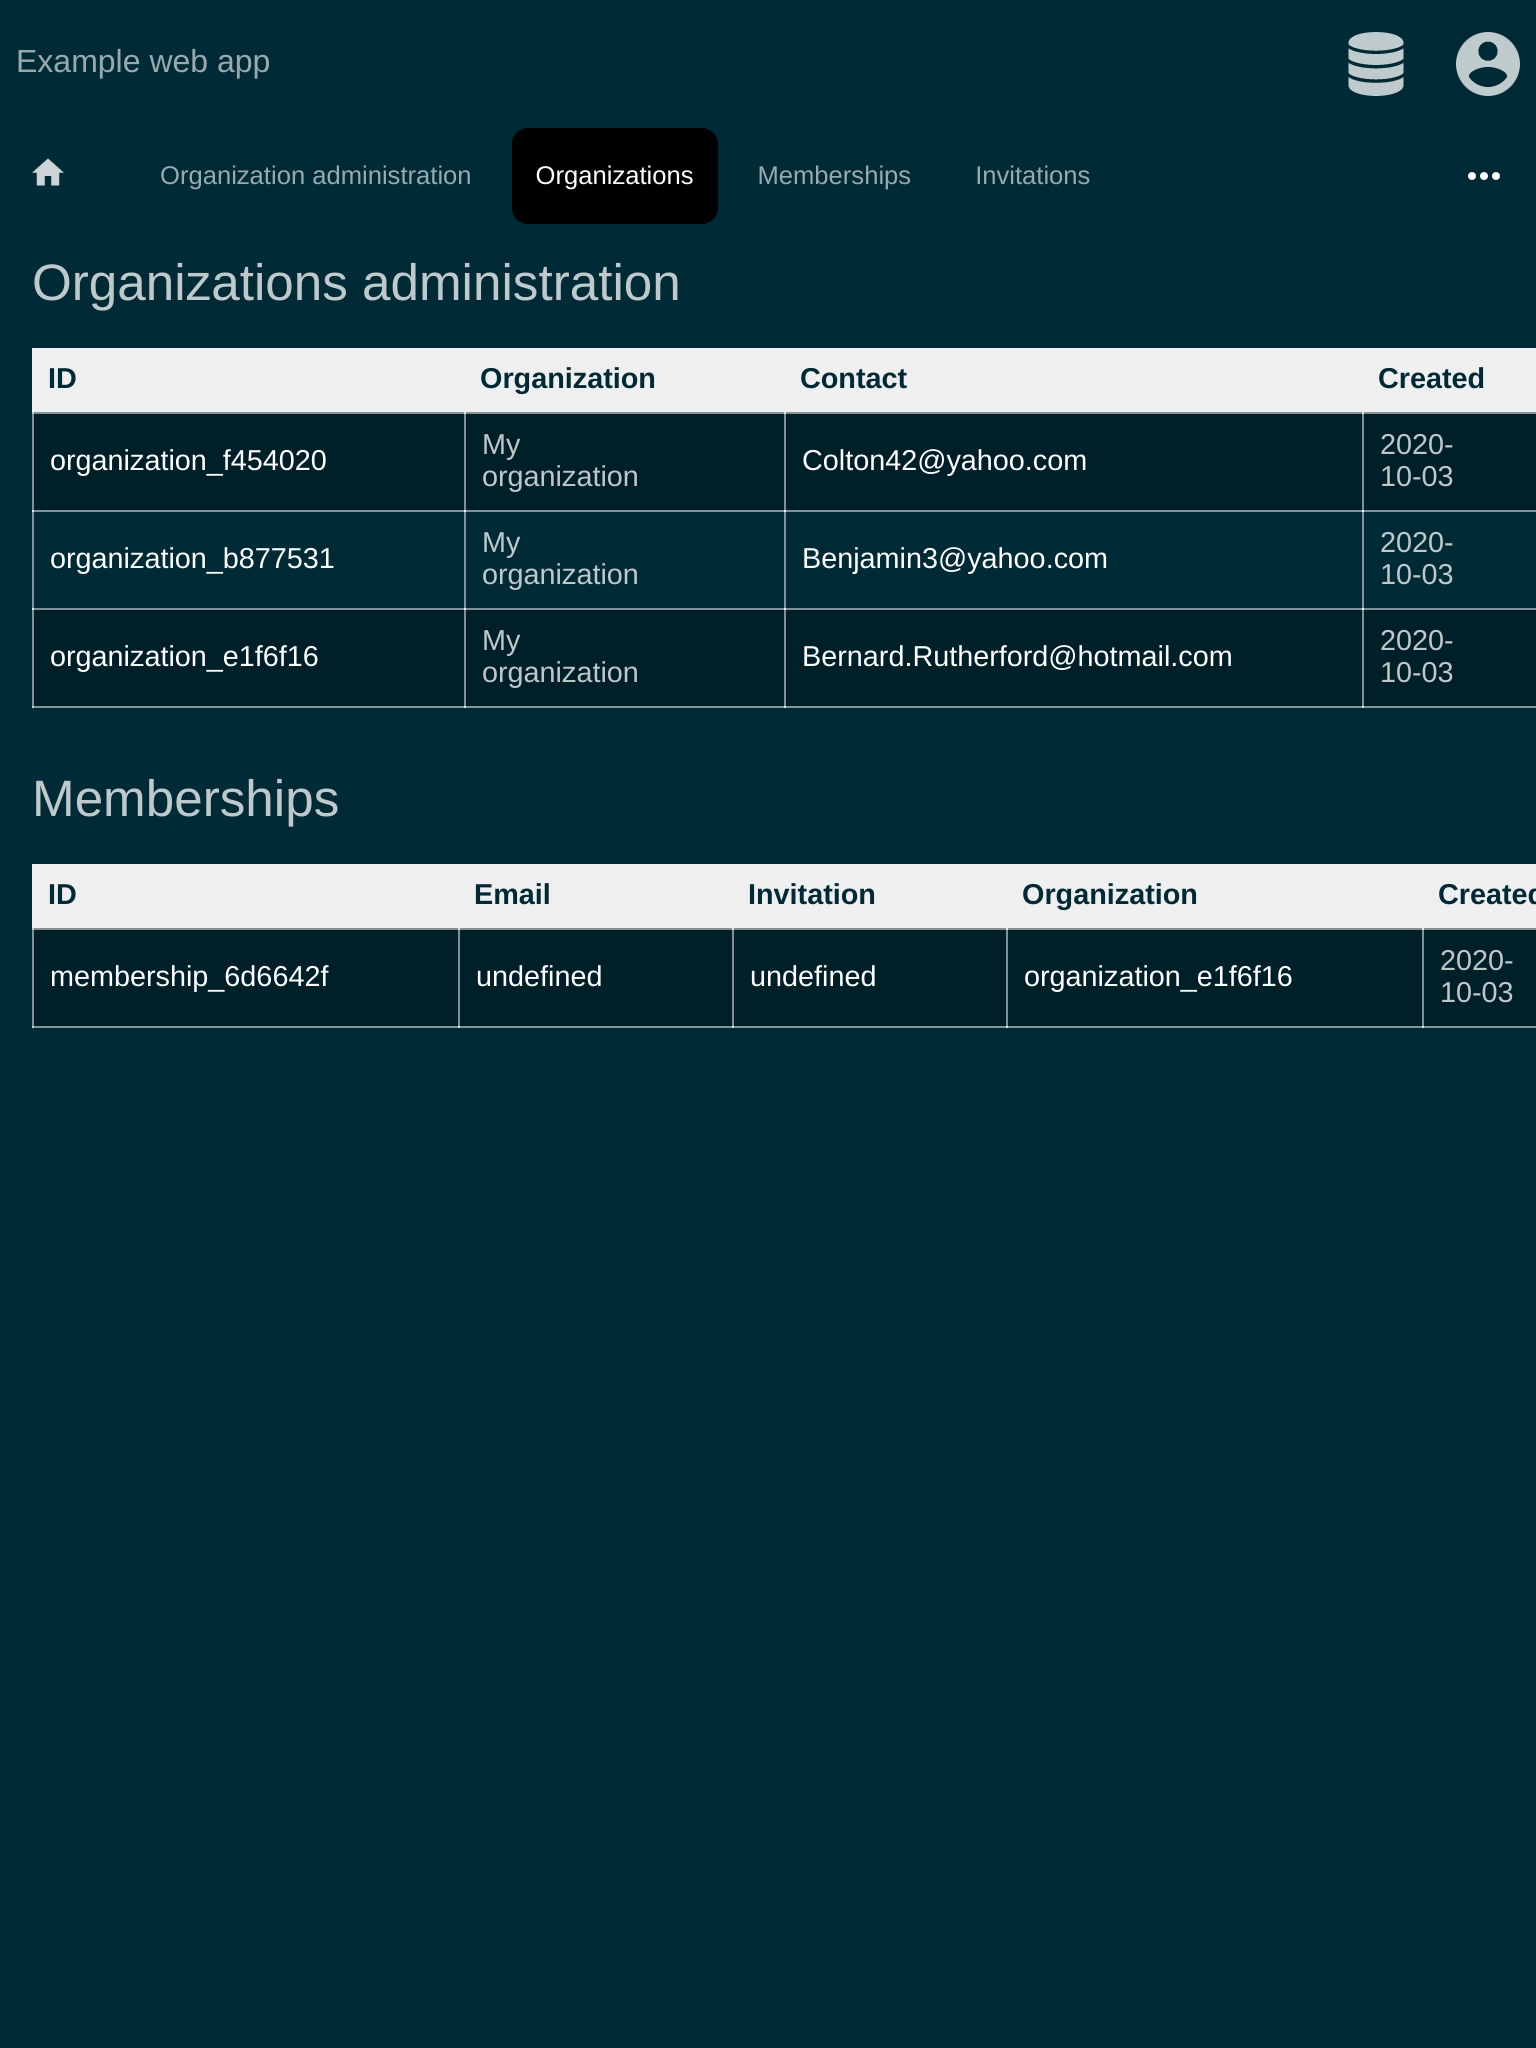 Example web app
Organization administration Organizations Memberships Invitations
Organizations administration
ID Organization Contact Created
organization_f454020 My organization Colton42@yahoo.com 2020-10-03
organization_b877531 My organization Benjamin3@yahoo.com 2020-10-03
organization_e1f6f16 My organization Bernard.Rutherford@hotmail.com 2020-10-03
Memberships
ID Email Invitation Organization Created
membership_6d6642f undefined undefined organization_e1f6f16 2020-10-03